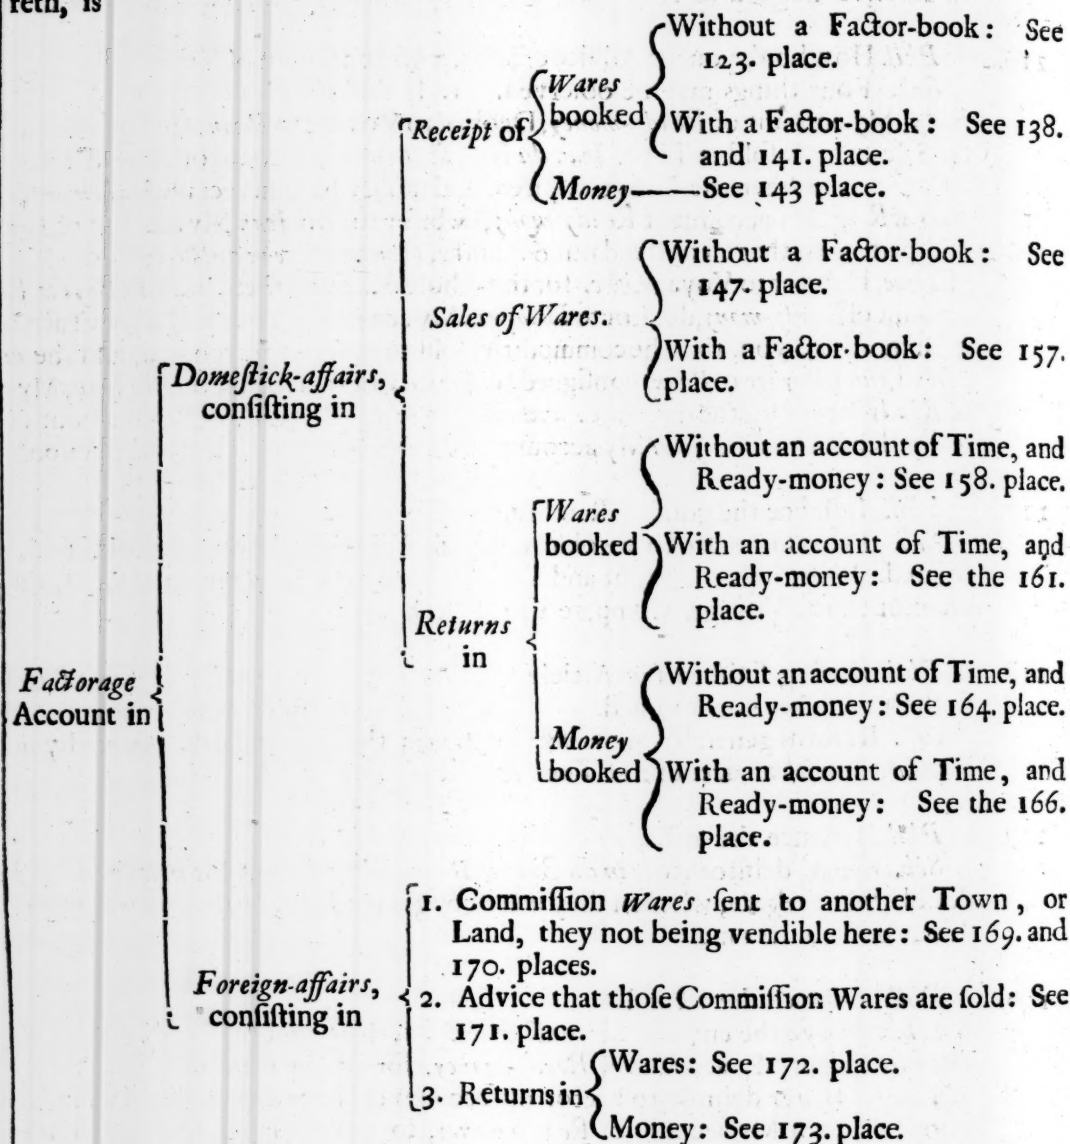 reth, is
Without a Factor-book: See
123. place.
Wares
booked
With a Factor-book: See 138.
and 141. place.
Receipt of
Money—— See 143 place.
Without a Factor-book: See
147. place.
Sales of Wares.
With a Factor-book: See 157.
place.
Domeſtick-affairs,
conſiſting in
Without an account of Time, and
Ready-money: See 158. place.
Wares
booked
With an account of Time, and
Ready-money: See the 161.
place.
Returns
in
Without an account of Time, and
Ready-money: See 164. place.
Money
booked
With an account of Time, and
Ready-money: See the 166.
place.
Factorage
Account in
1. Commiſſion Wares ſent to another Town, or
Land, they not being vendible here: See 169. and
170. places.
Foreign-affairs,
conſiſting in
2. Advice that thoſe Commiſſion Wares are ſold: See
171. place.
3. Returns in
Wares: See 172. place.
Money: See 173. place.